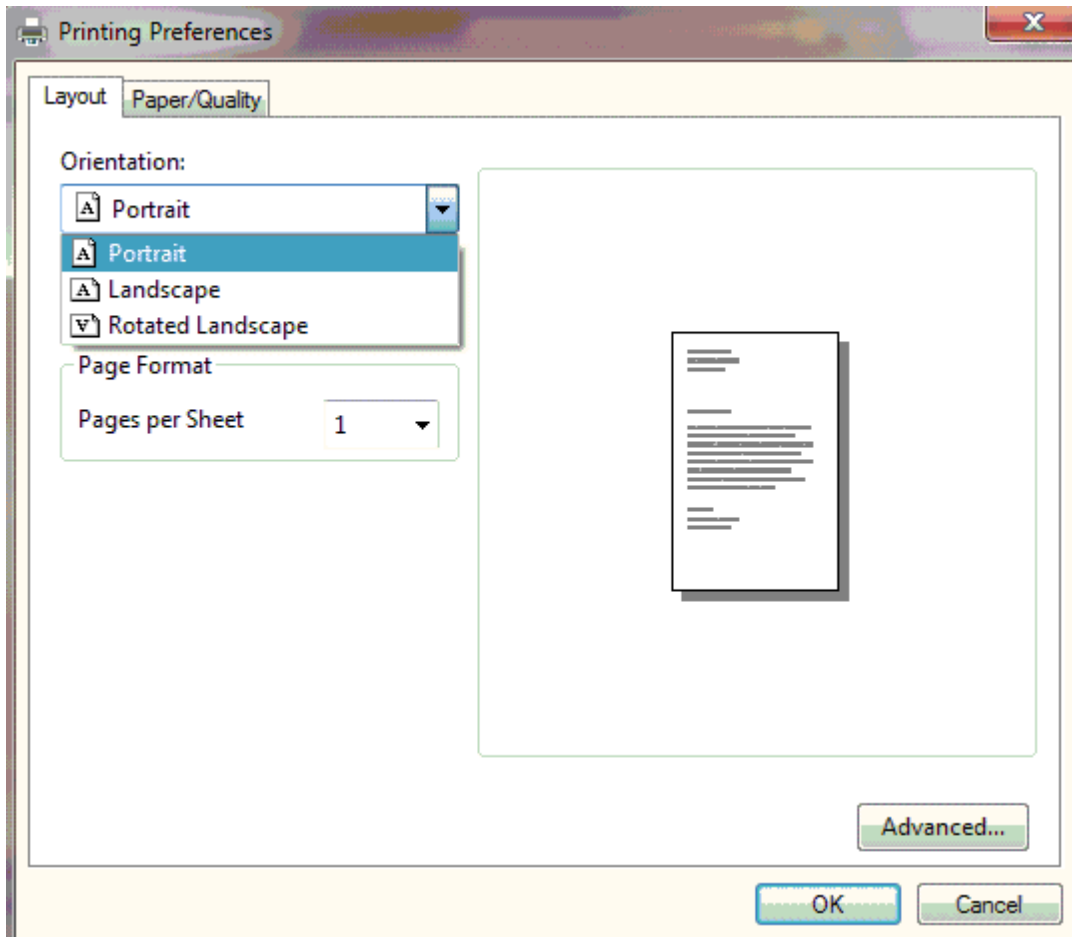 Printing Preferences
Layout
Paper/Quality
Orientation:
Portrait
Portrait
Landscape
Rotated Landscape
Page Format
Pages per Sheet 1
Advanced...
OK
Cancel